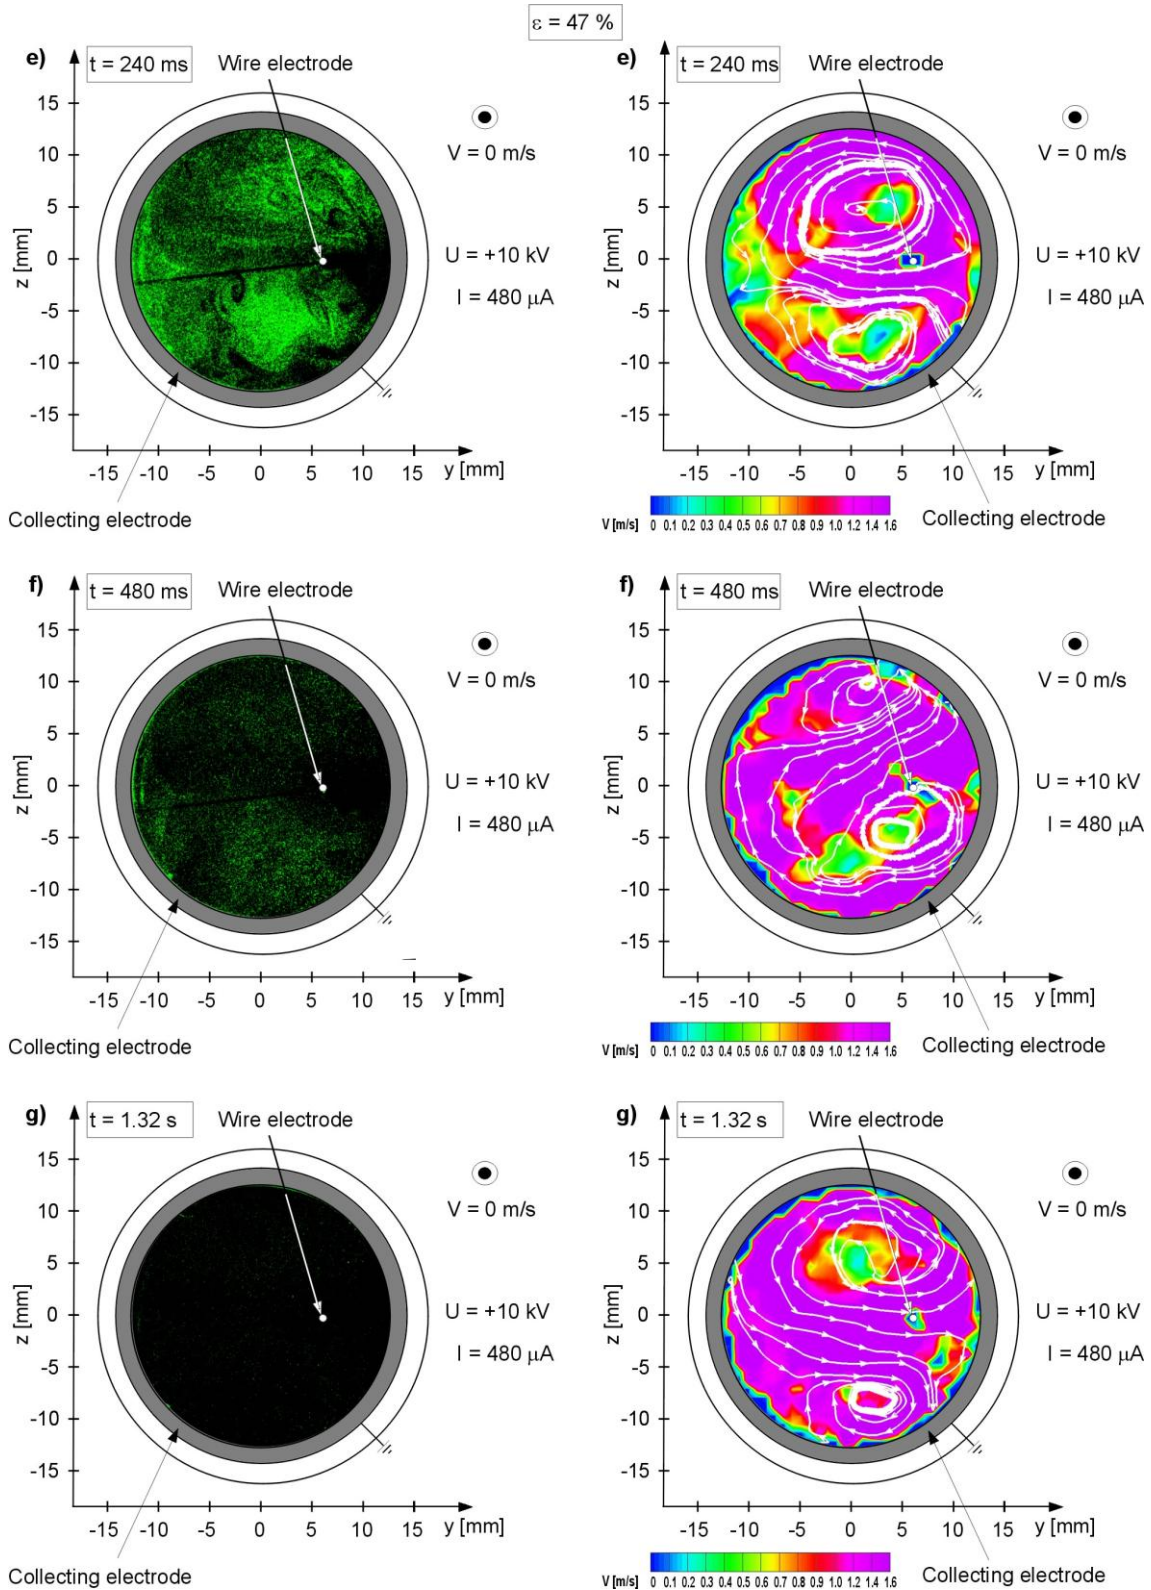 ε = 47 %
e)
t = 240 ms
Wire electrode
z [mm]
15
10
5
0
-5
-10
-15
V = 0 m/s
U = +10 kV
I = 480 μA
-15 -10 -5 0 5 10 15 y [mm]
Collecting electrode
e)
t = 240 ms
Wire electrode
z [mm]
15
10
5
0
-5
-10
-15
V = 0 m/s
U = +10 kV
I = 480 μA
-15 -10 -5 0 5 10 15 y [mm]
V [m/s] 0 0.1 0.2 0.3 0.4 0.5 0.6 0.7 0.8 0.9 1.0 1.2 1.4 1.6
Collecting electrode
f)
t = 480 ms
Wire electrode
z [mm]
15
10
5
0
-5
-10
-15
V = 0 m/s
U = +10 kV
I = 480 μA
-15 -10 -5 0 5 10 15 y [mm]
Collecting electrode
f)
t = 480 ms
Wire electrode
z [mm]
15
10
5
0
-5
-10
-15
V = 0 m/s
U = +10 kV
I = 480 μA
-15 -10 -5 0 5 10 15 y [mm]
V [m/s] 0 0.1 0.2 0.3 0.4 0.5 0.6 0.7 0.8 0.9 1.0 1.2 1.4 1.6
Collecting electrode
g)
t = 1.32 s
Wire electrode
z [mm]
15
10
5
0
-5
-10
-15
V = 0 m/s
U = +10 kV
I = 480 μA
-15 -10 -5 0 5 10 15 y [mm]
Collecting electrode
g)
t = 1.32 s
Wire electrode
z [mm]
15
10
5
0
-5
-10
-15
V = 0 m/s
U = +10 kV
I = 480 μA
-15 -10 -5 0 5 10 15 y [mm]
V [m/s] 0 0.1 0.2 0.3 0.4 0.5 0.6 0.7 0.8 0.9 1.0 1.2 1.4 1.6
Collecting electrode